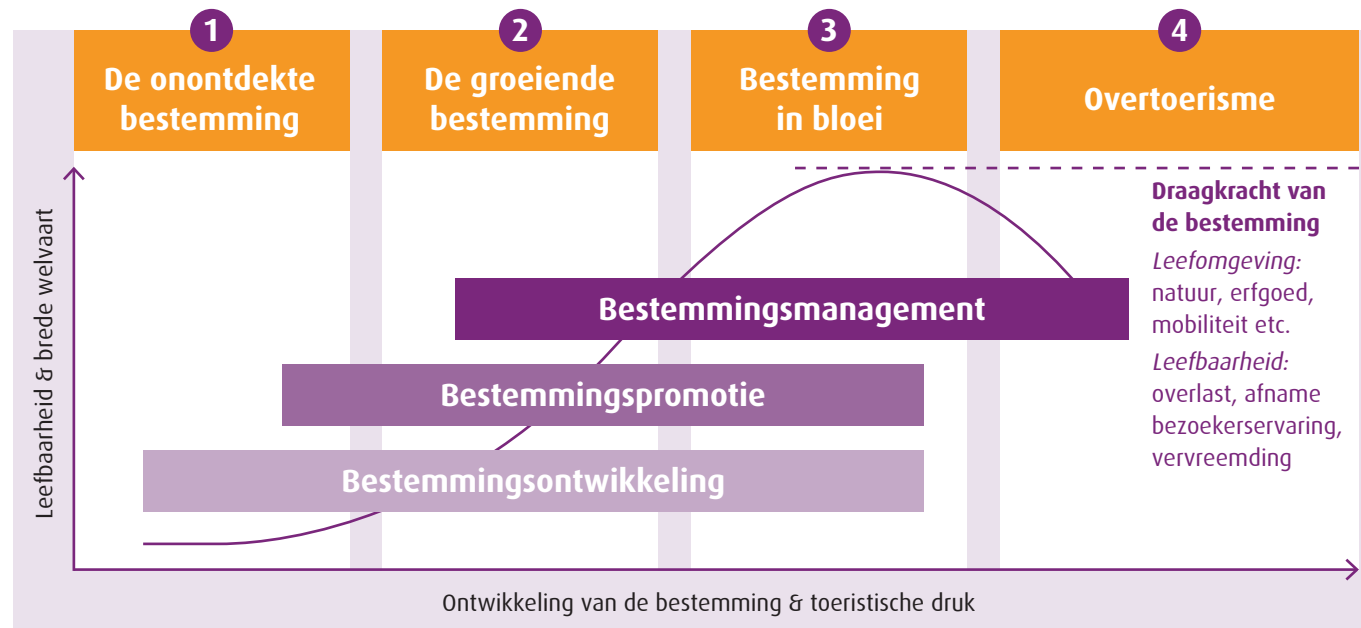 1
De onontdekte
bestemming
2
De groeiende
bestemming
3
Bestemming
in bloei
4
Overtoerisme
Leefbaarheid & brede welvaart
Draagkracht van
de bestemming
Leefomgeving:
natuur, erfgoed,
mobiliteit etc.
Leefbaarheid:
overlast, afname
bezoekerservaring,
vervreemding
Bestemmingsmanagement
Bestemmingspromotie
Bestemmingsontwikkeling
Ontwikkeling van de bestemming & toeristische druk